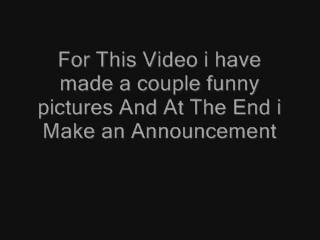 For This Video i have
made a couple funny
pictures And At The End i
Make an Announcement